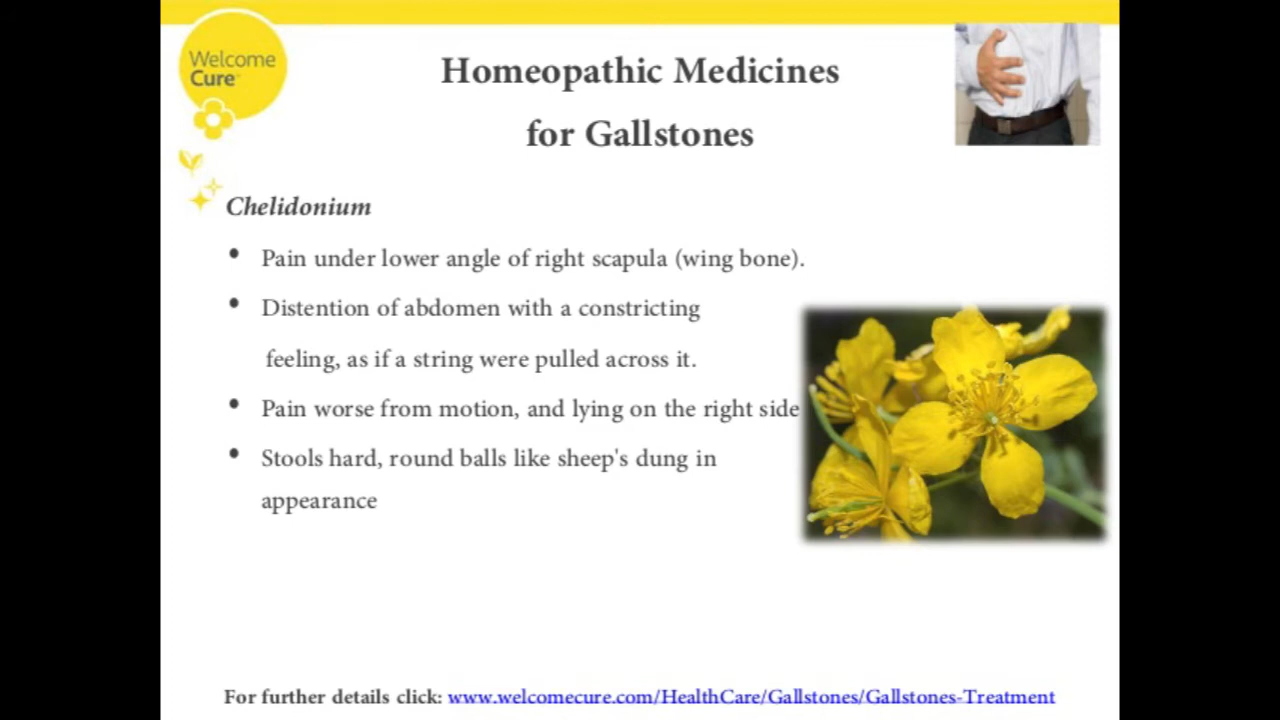 Welcome
Cure
Homeopathic Medicines
for Gallstones
Chelidonium
• Pain under lower angle of right scapula (wing bone).
• Distention of abdomen with a constricting
feeling, as if a string were pulled across it.
• Pain worse from motion, and lying on the right side
• Stools hard, round balls like sheep's dung in
appearance
For further details click: www.welcomecure.com/HealthCare/Gallstones/Gallstones-Treatment